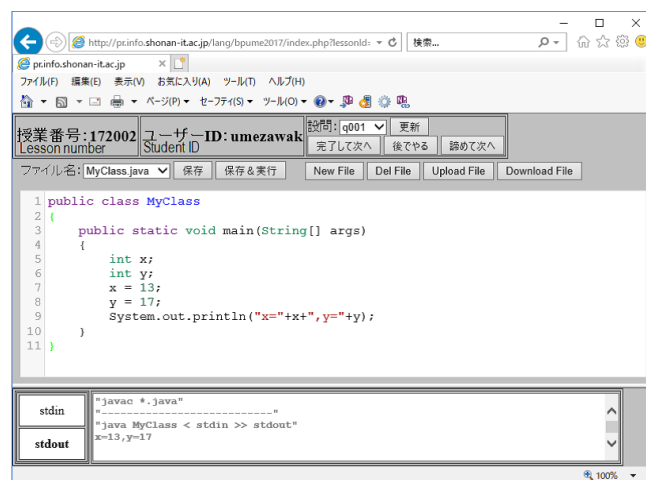 http://pr.info.shonan-it.ac.jp/lang/bpume2017/index.php?lessonId= 検索...
pr.info.shonan-it.ac.jp
ファイル(F) 編集(E) 表示(V) お気に入り(A) ツール(T) ヘルプ(H)
ページ(P) セーフティ(S) ツール(O)
授業番号:172002 ユーザーID:umezawak 設問: q001 更新
Lesson number Student ID 完了して次へ 後でやる 諦めて次へ
ファイル名: MyClass.java 保存 保存&実行 New File Del File Upload File Download File
1 public class MyClass
2 {
3 public static void main(String[] args)
4 {
5 int x;
6 int y;
7 x = 13;
8 y = 17;
9 System.out.println("x="+x+",y="+y);
10 }
11 }
stdin
stdout
"javac *.java"
"---------------------------"
"java MyClass < stdin >> stdout"
x=13,y=17
100%